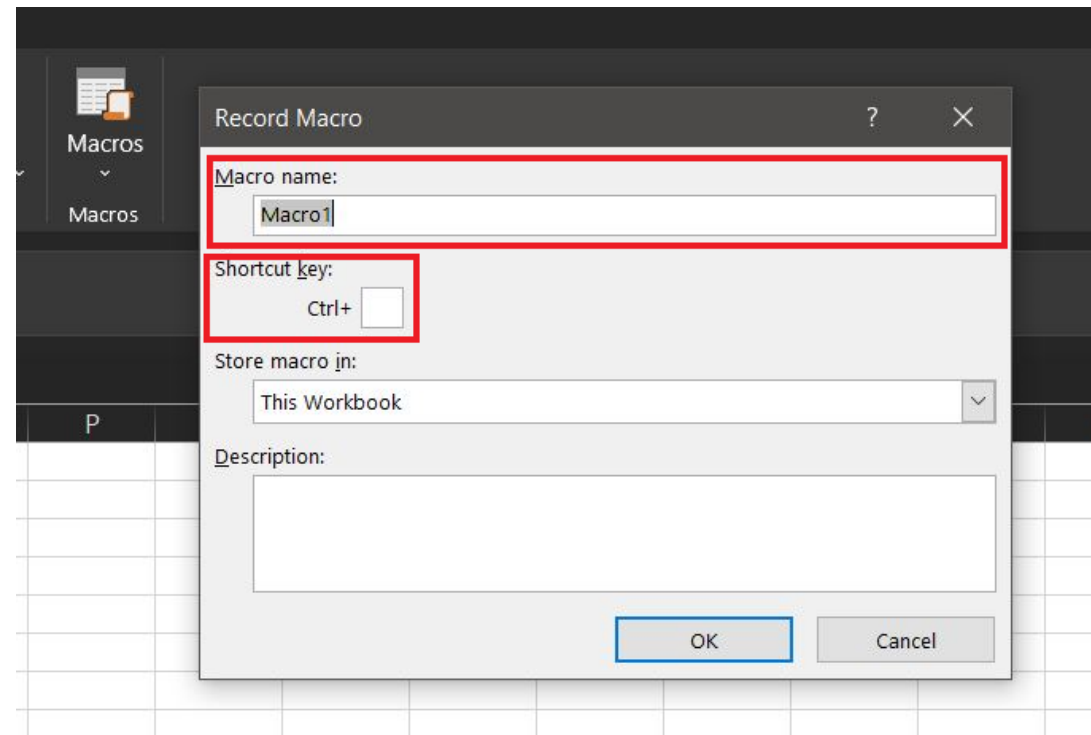 Macros
Macros
P
Record Macro ? ×
Macro name:
Macro1
Shortcut key:
Ctrl+
Store macro in:
This Workbook
Description:
OK Cancel